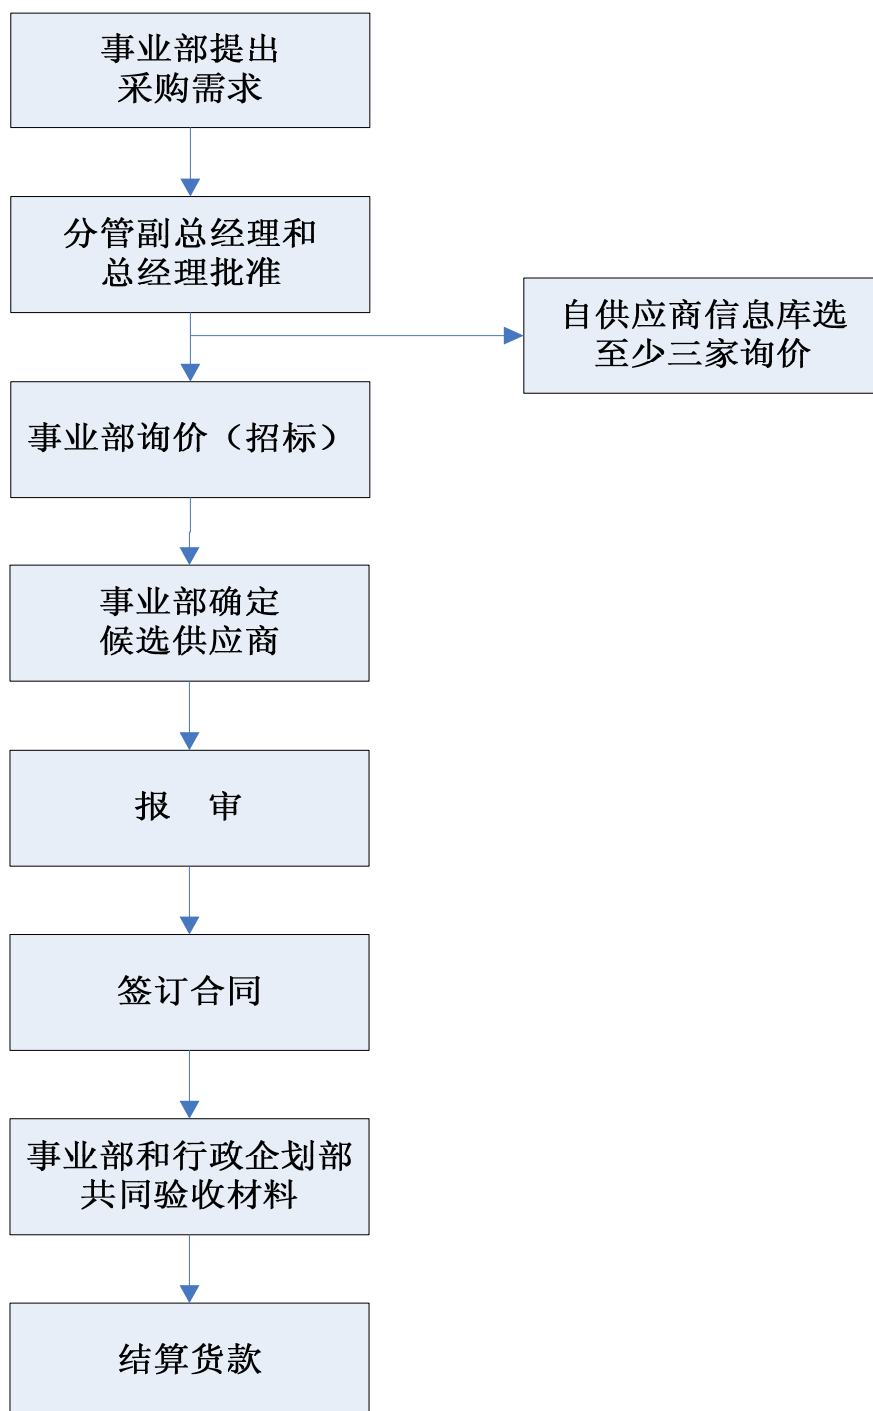 事业部提出
采购需求
分管副总经理和
总经理批准
自供应商信息库选
至少三家询价
事业部询价（招标）
事业部确定
候选供应商
报　审
签订合同
事业部和行政企划部
共同验收材料
结算货款